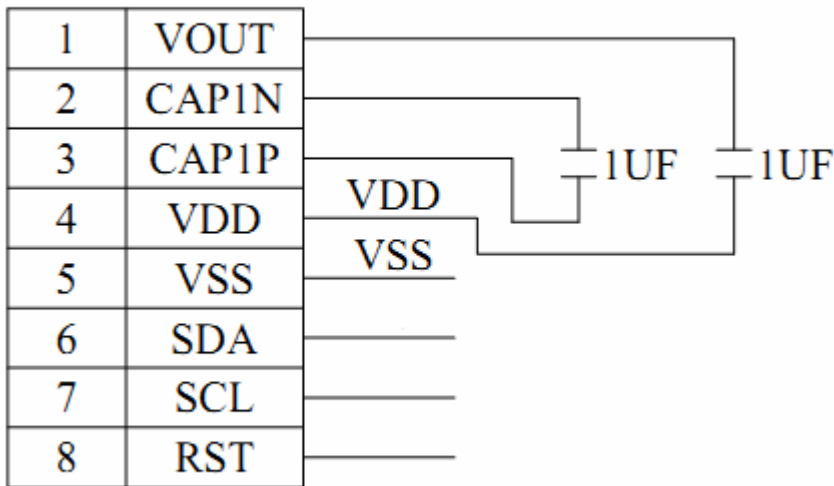 1 VOUT
2 CAP1N
3 CAP1P
1UF 1UF
4 VDD VDD
5 VSS VSS
6 SDA
7 SCL
8 RST